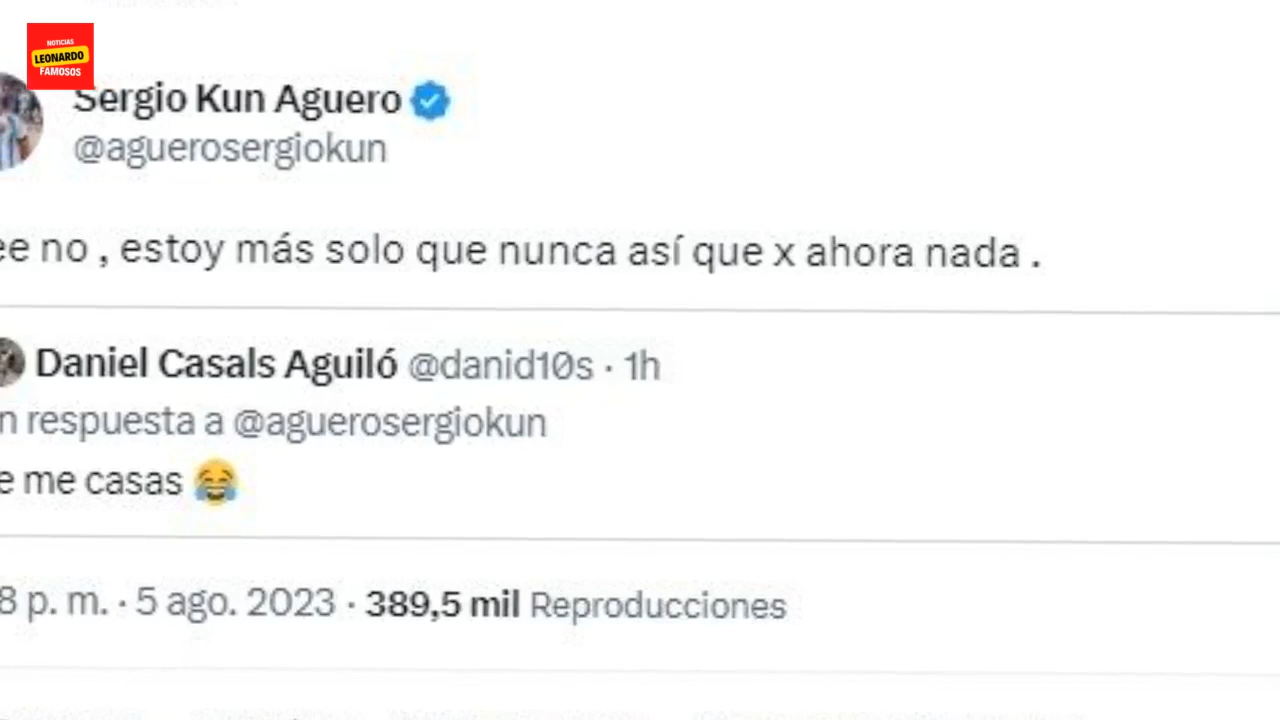 NOTICIAS
LEONARDO
FAMOSOS
Sergio Kun Aguero
@aguerosergiokun
ee no , estoy más solo que nunca así que x ahora nada .
Daniel Casals Aguiló @danid10s · 1h
n respuesta a @aguerosergiokun
e me casas 😂
8 p. m. · 5 ago. 2023 · 389,5 mil Reproducciones